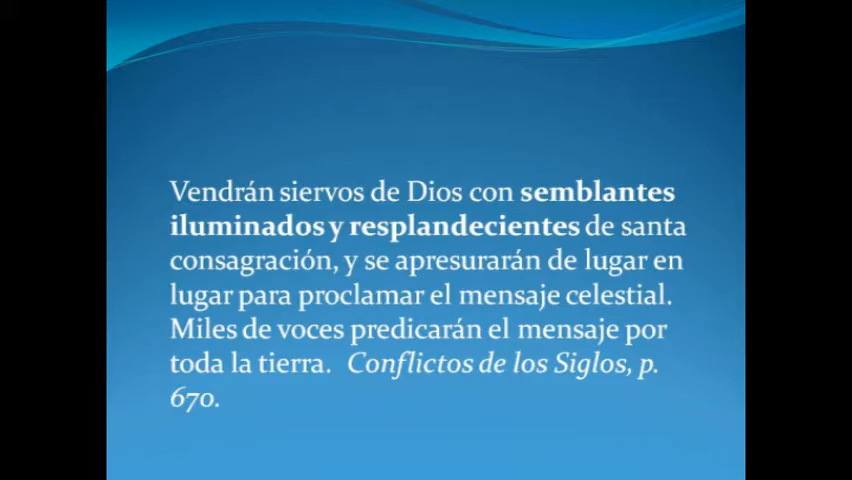 Vendrán siervos de Dios con semblantes
iluminados y resplandecientes de santa
consagración, y se apresurarán de lugar en
lugar para proclamar el mensaje celestial.
Miles de voces predicarán el mensaje por
toda la tierra. Conflictos de los Siglos, p.
670.